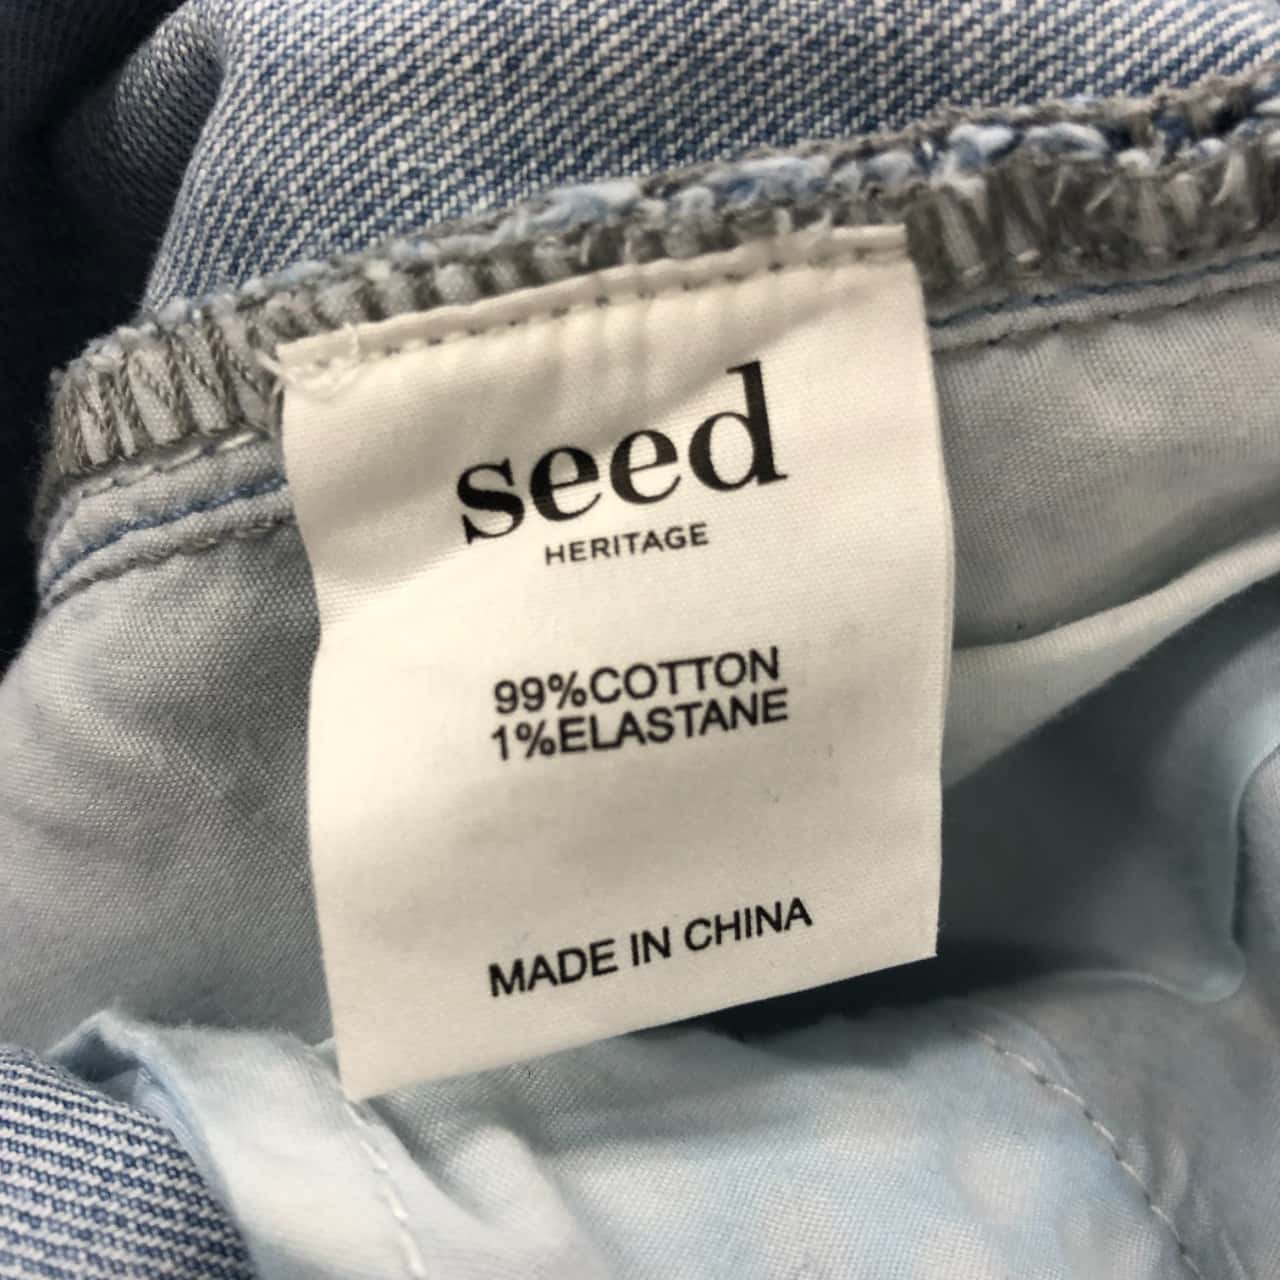 seed
HERITAGE
99%COTTON
1%ELASTANE
MADE IN CHINA